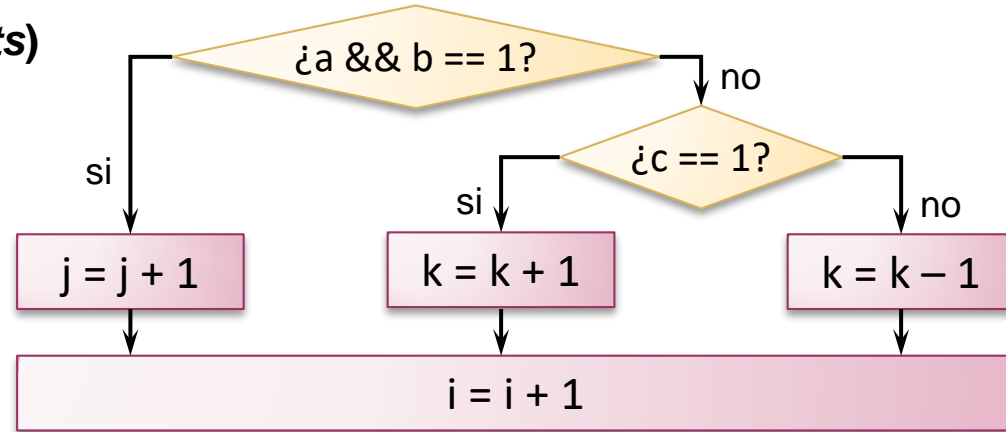 ts)
¿a && b == 1?
no
¿c == 1?
si
si
no
j = j + 1
k = k + 1
k = k – 1
i = i + 1